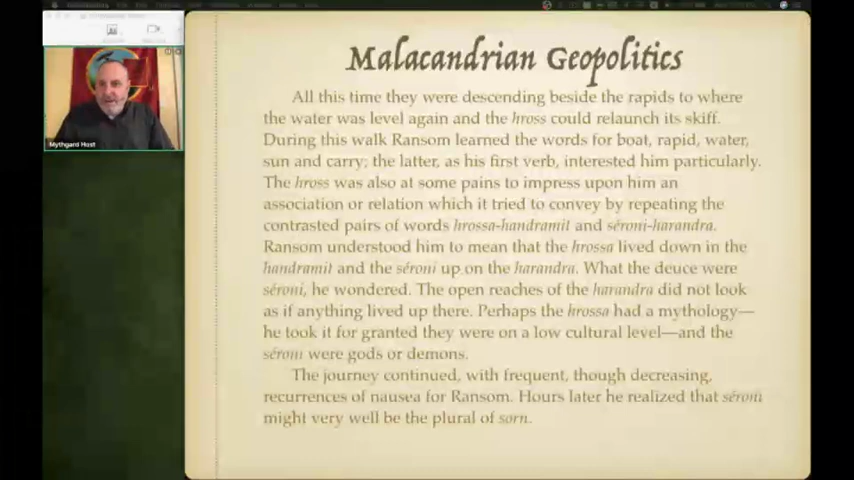 Malacandrian Geopolitics
All this time they were descending beside the rapids to where
the water was level again and the hross could relaunch its skiff.
During this walk Ransom learned the words for boat, rapid, water,
sun and carry; the latter, as his first verb, interested him particularly.
The hross was also at some pains to impress upon him an
association or relation which it tried to convey by repeating the
contrasted pairs of words hrossa-handramit and séroni-harandra.
Ransom understood him to mean that the hrossa lived down in the
handramit and the séroni up on the harandra. What the deuce were
séroni, he wondered. The open reaches of the harandra did not look
as if anything lived up there. Perhaps the hrossa had a mythology—
he took it for granted they were on a low cultural level—and the
séroni were gods or demons.
The journey continued, with frequent, though decreasing,
recurrences of nausea for Ransom. Hours later he realized that séroni
might very well be the plural of sorn.
Mythgard Host